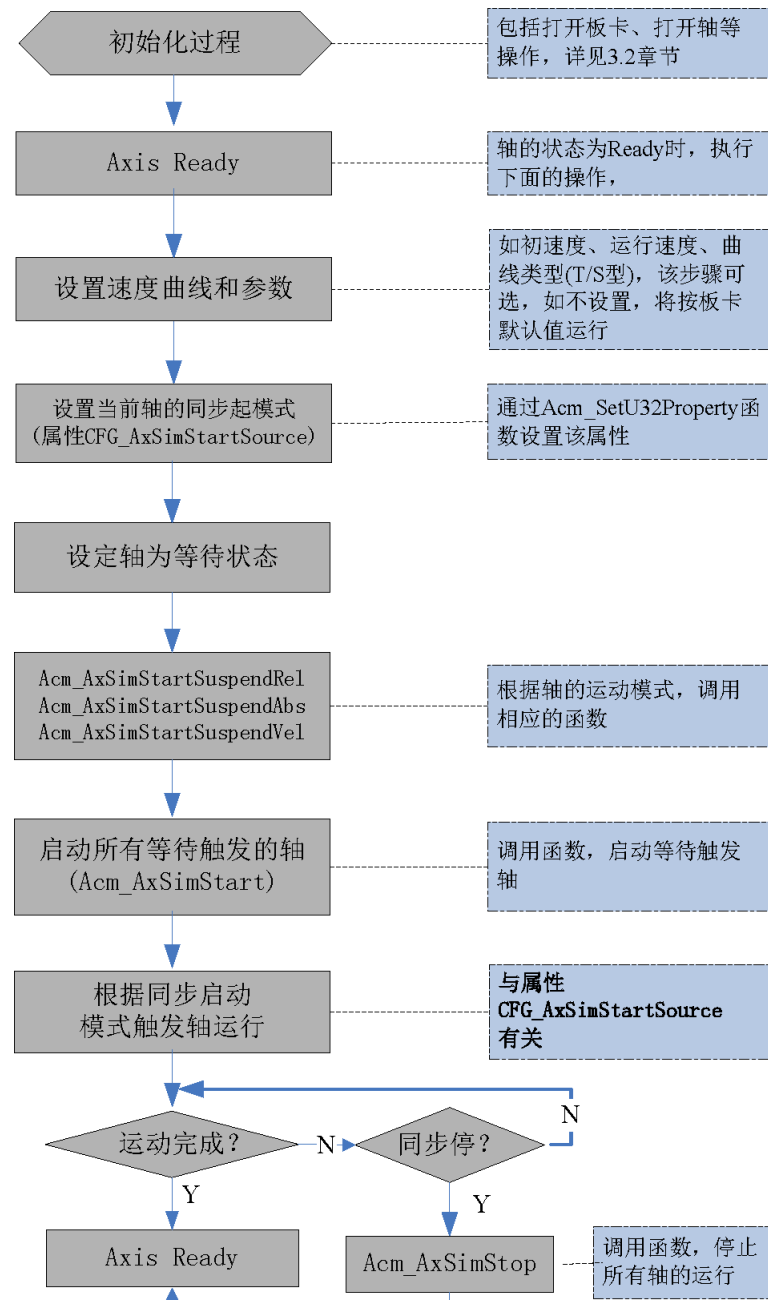 初始化过程
包括打开板卡、打开轴等
操作，详见3.2章节
Axis Ready
轴的状态为Ready时，执行
下面的操作，
设置速度曲线和参数
如初速度、运行速度、曲
线类型(T/S型)，该步骤可
选，如不设置，将按板卡
默认值运行
设置当前轴的同步起模式
(属性CFG_AxSimStartSource)
通过Acm_SetU32Property函
数设置该属性
设定轴为等待状态
Acm_AxSimStartSuspendRel
Acm_AxSimStartSuspendAbs
Acm_AxSimStartSuspendVel
根据轴的运动模式，调用
相应的函数
启动所有等待触发的轴
(Acm_AxSimStart)
调用函数，启动等待触发
轴
根据同步启动
模式触发轴运行
与属性
CFG_AxSimStartSource
有关
N
运动完成？
N
同步停？
Y
Y
Axis Ready
Acm_AxSimStop
调用函数，停止
所有轴的运行